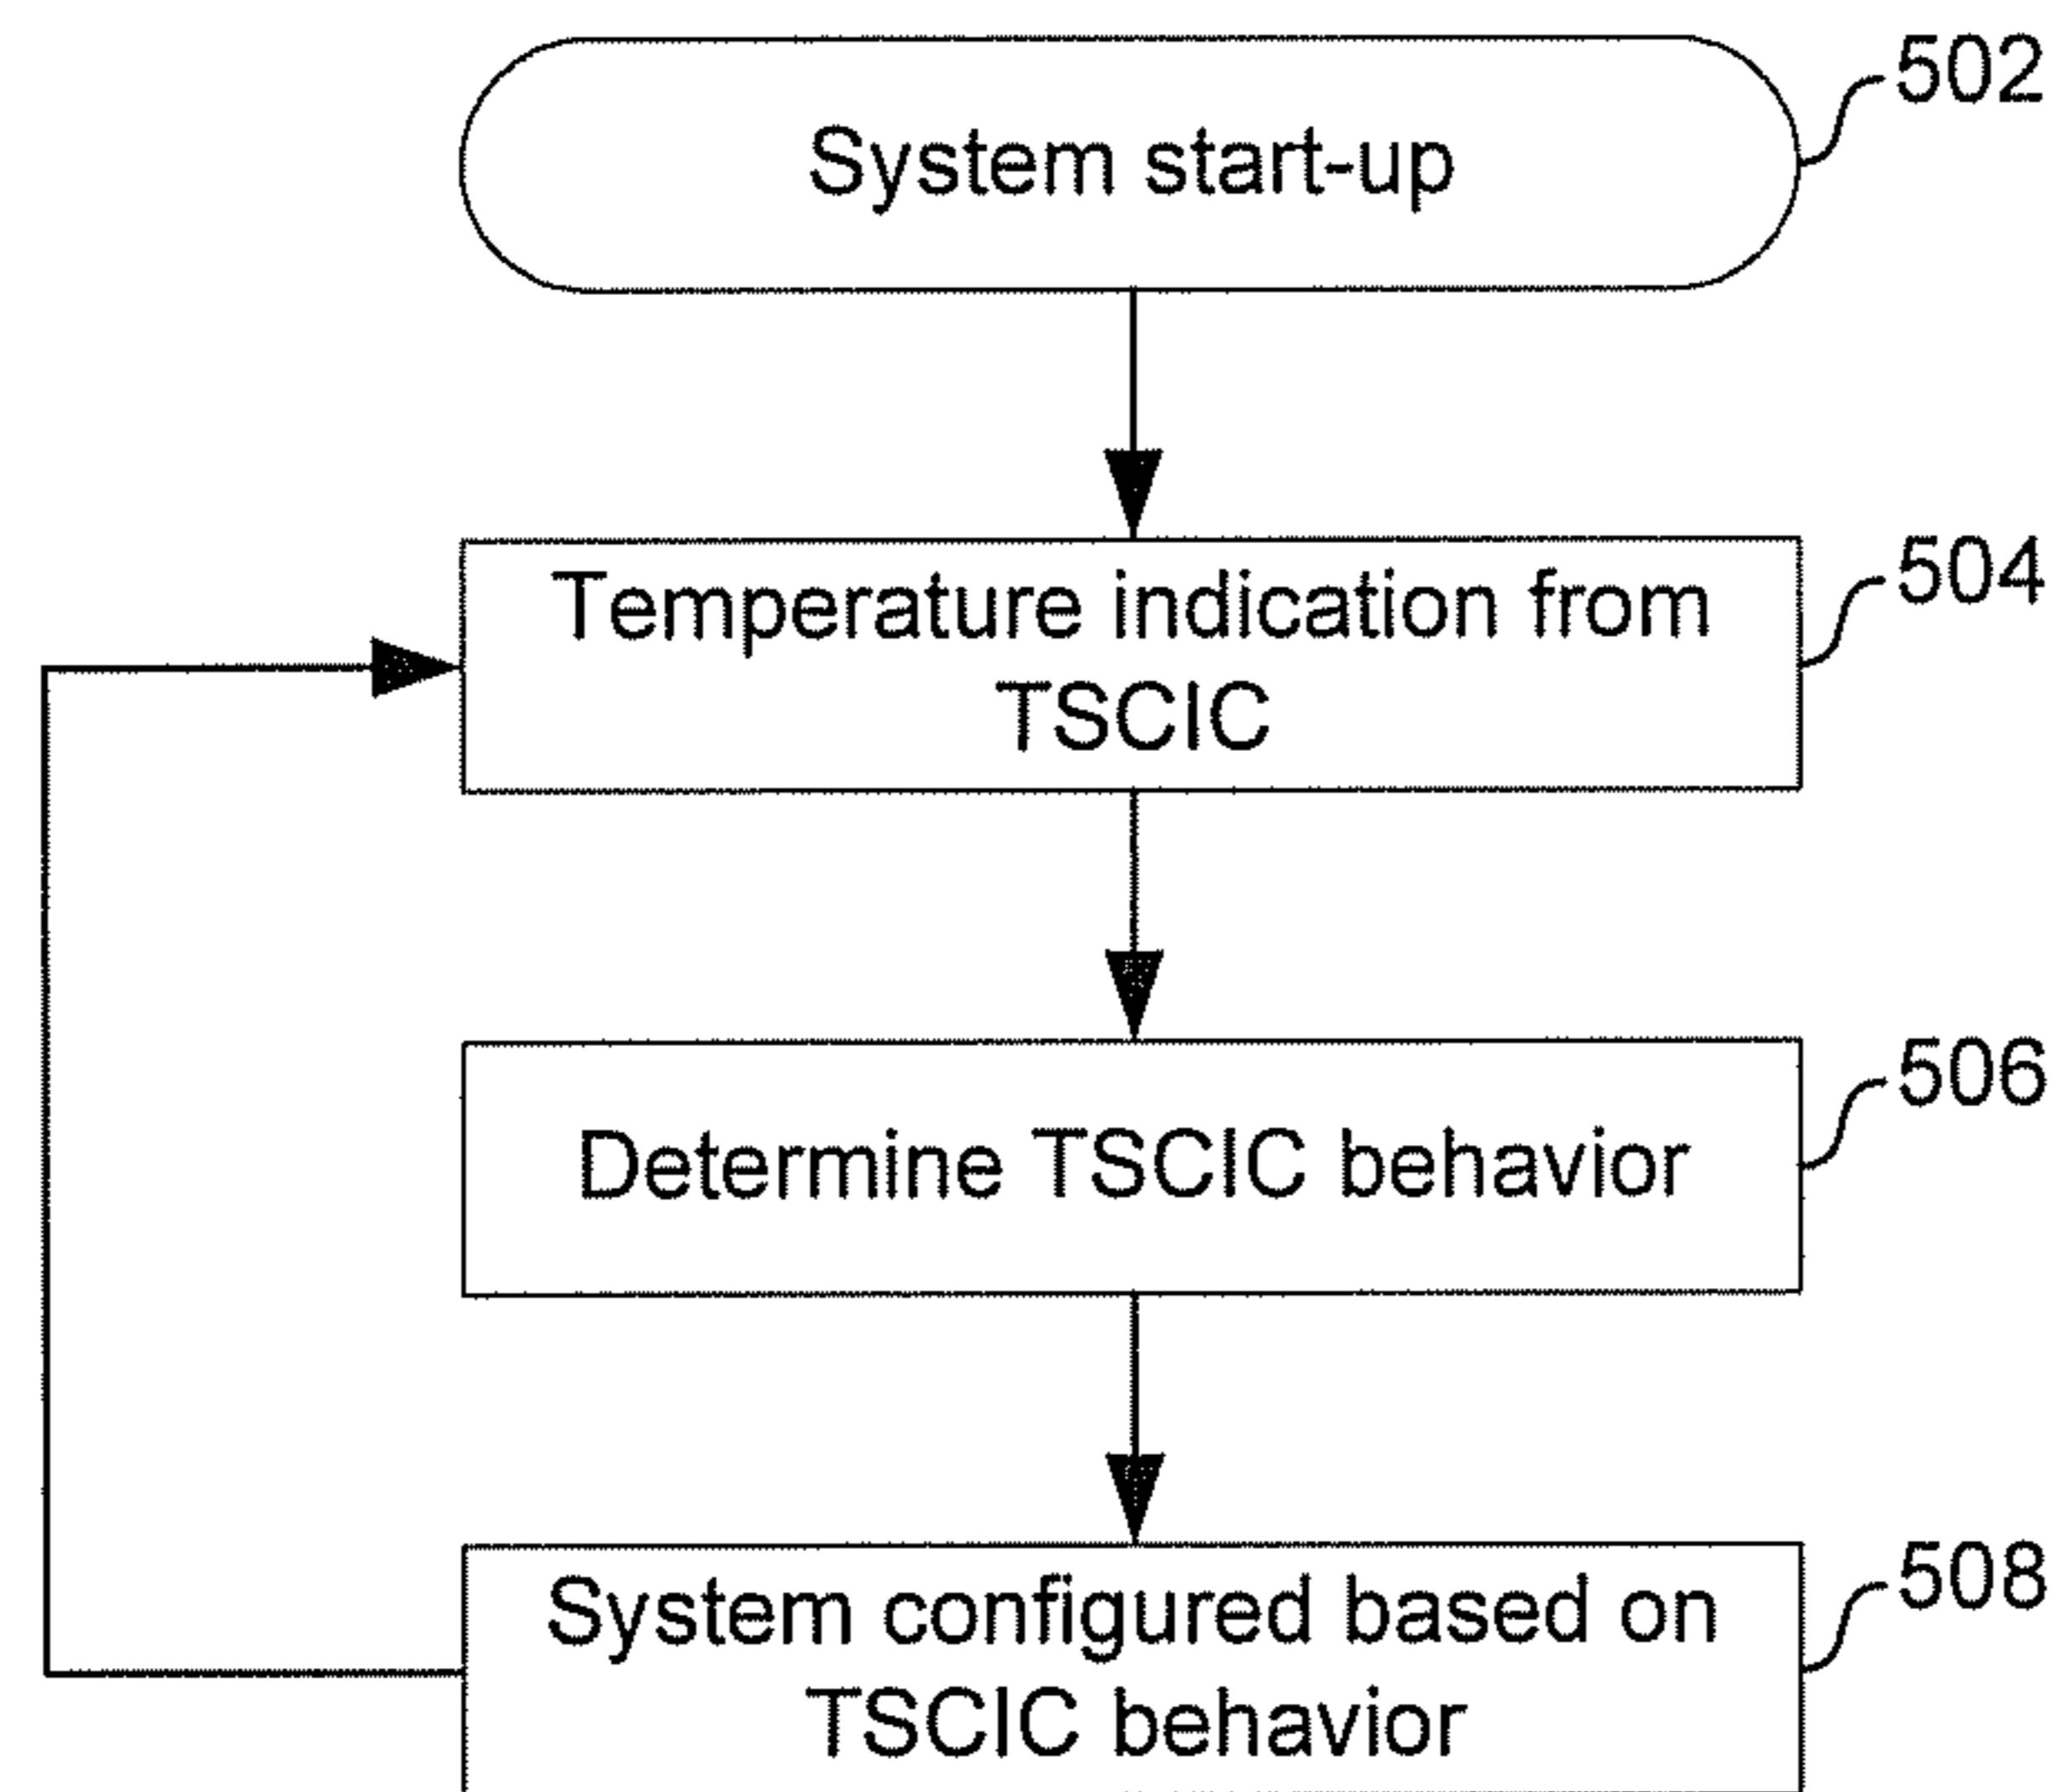 System start-up
502
Temperature indication from
TSCIC
504
Determine TSCIC behavior
506
System configured based on
TSCIC behavior
508